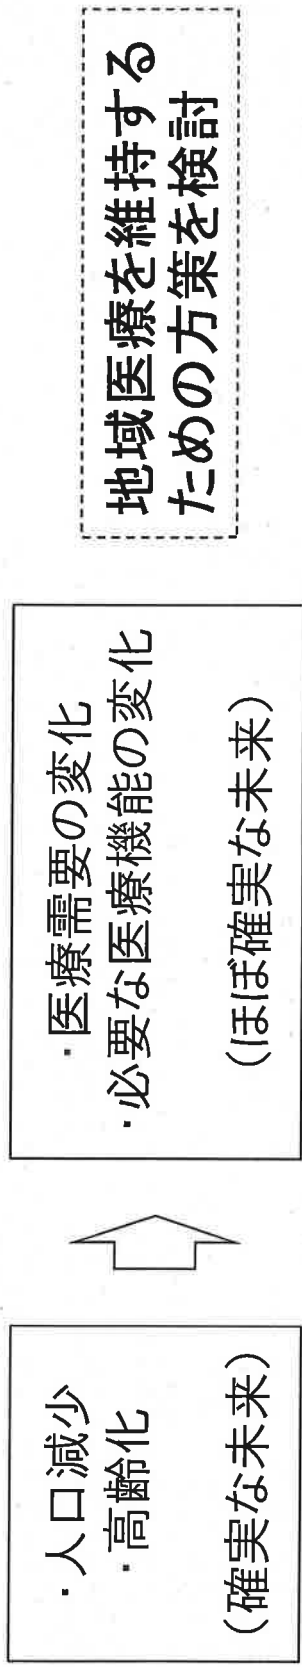 ・人口減少
・高齢化
（確実な未来）
・医療需要の変化
・必要な医療機能の変化
（ほぼ確実な未来）
地域医療を維持する
ための方策を検討